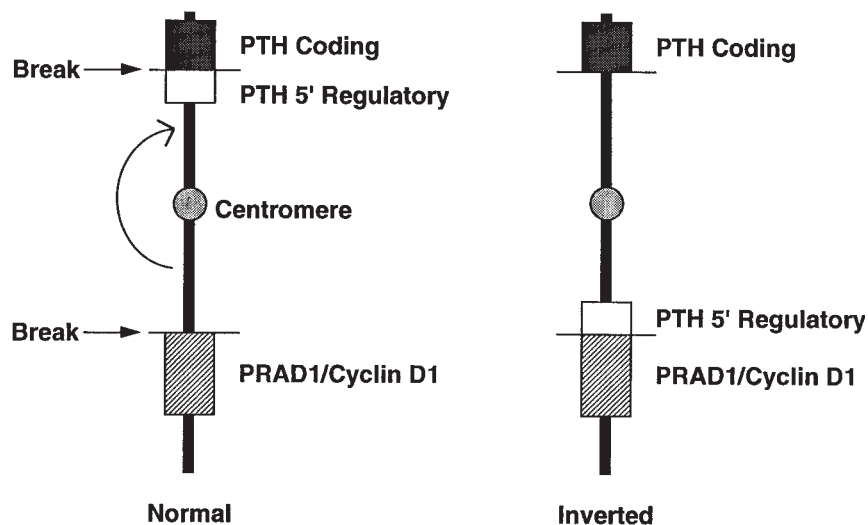 PTH Coding
Break
PTH 5' Regulatory
Centromere
Break
PRAD1/Cyclin D1
Normal
PTH Coding
PTH 5' Regulatory
PRAD1/Cyclin D1
Inverted